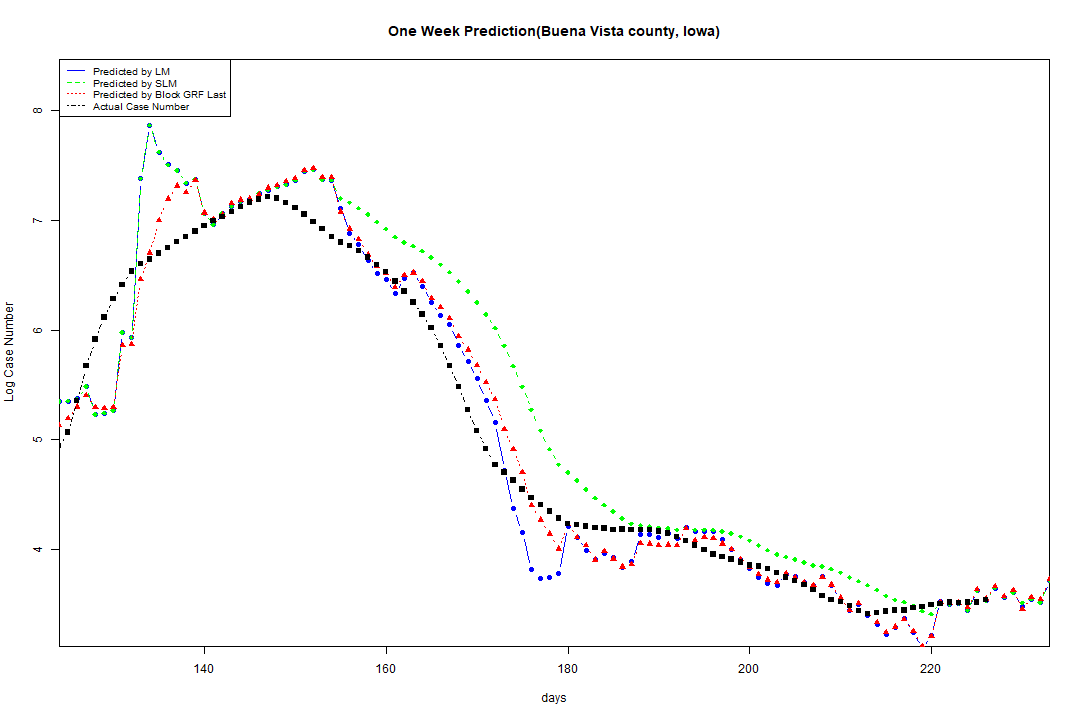 One Week Prediction(Buena Vista county, Iowa)
Predicted by LM
Predicted by SLM
Predicted by Block GRF Last
Actual Case Number
8
7
6
5
4
Log Case Number
140 160 180 200 220
days